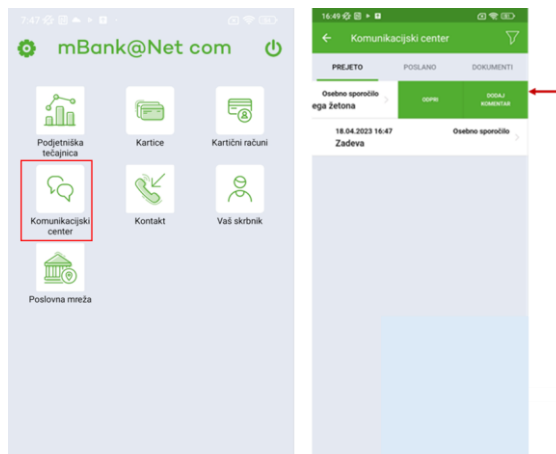 7:47
mBank@Net com
Podjetniška
tečajnica
Kartice
Kartični računi
Komunikacijski
center
Kontakt
Vaš skrbnik
Poslovna mreža
16:49
Komunikacijski center
PREJETO
POSLANO
DOKUMENTI
Osebno sporočilo
ega žetona
ODPRI
DODAJ
KOMENTAR
18.04.2023 16:47
Osebno sporočilo
Zadeva